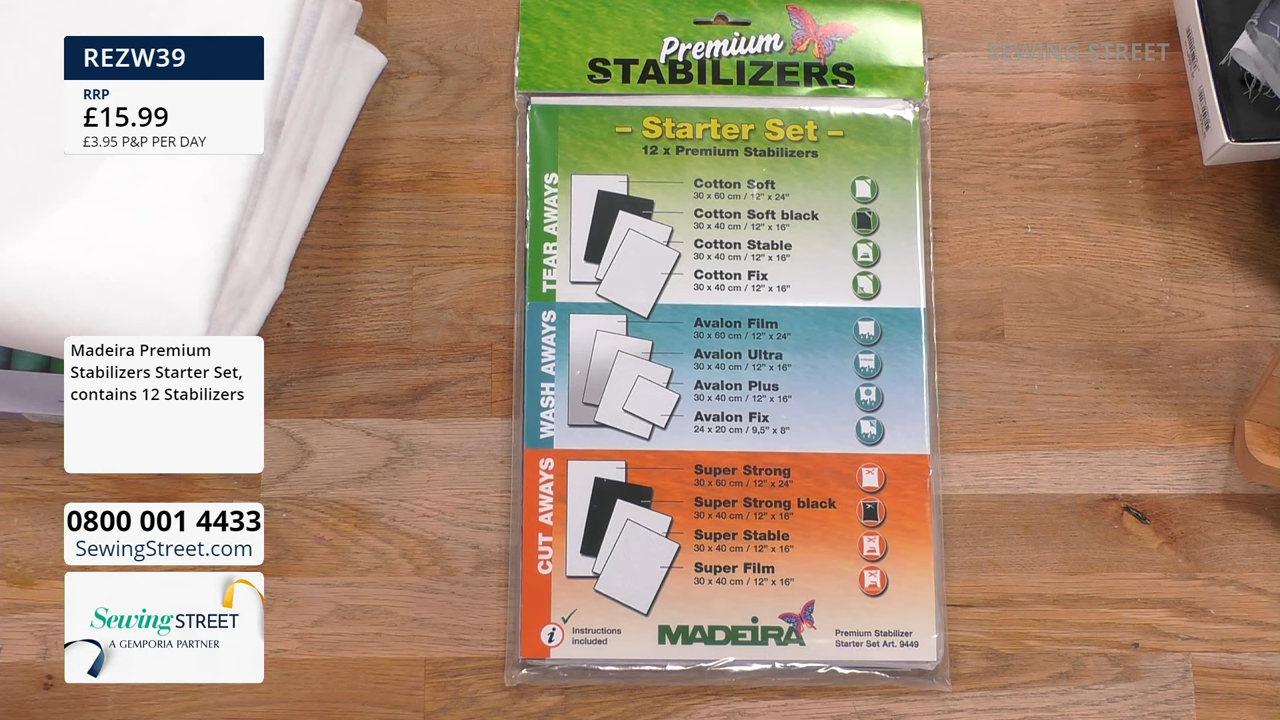 REZW39
RRP
£15.99
£3.95 P&P PER DAY
Madeira Premium
Stabilizers Starter Set,
contains 12 Stabilizers
0800 001 4433
SewingStreet.com
Sewing STREET
A GEMPORIA PARTNER
SEWING STREET
Premium
STABILIZERS
– Starter Set –
12 x Premium Stabilizers
TEAR AWAYS
Cotton Soft
30 x 60 cm / 12" x 24"
Cotton Soft black
30 x 40 cm / 12" x 16"
Cotton Stable
30 x 40 cm / 12" x 16"
Cotton Fix
30 x 40 cm / 12" x 16"
WASH AWAYS
Avalon Film
30 x 60 cm / 12" x 24"
Avalon Ultra
30 x 40 cm / 12" x 16"
Avalon Plus
30 x 40 cm / 12" x 16"
Avalon Fix
24 x 20 cm / 9,5" x 8"
CUT AWAYS
Super Strong
30 x 60 cm / 12" x 24"
Super Strong black
30 x 40 cm / 12" x 16"
Super Stable
30 x 40 cm / 12" x 16"
Super Film
30 x 40 cm / 12" x 16"
i
Instructions
included
MADEIRA
Premium Stabilizer
Starter Set Art. 9449